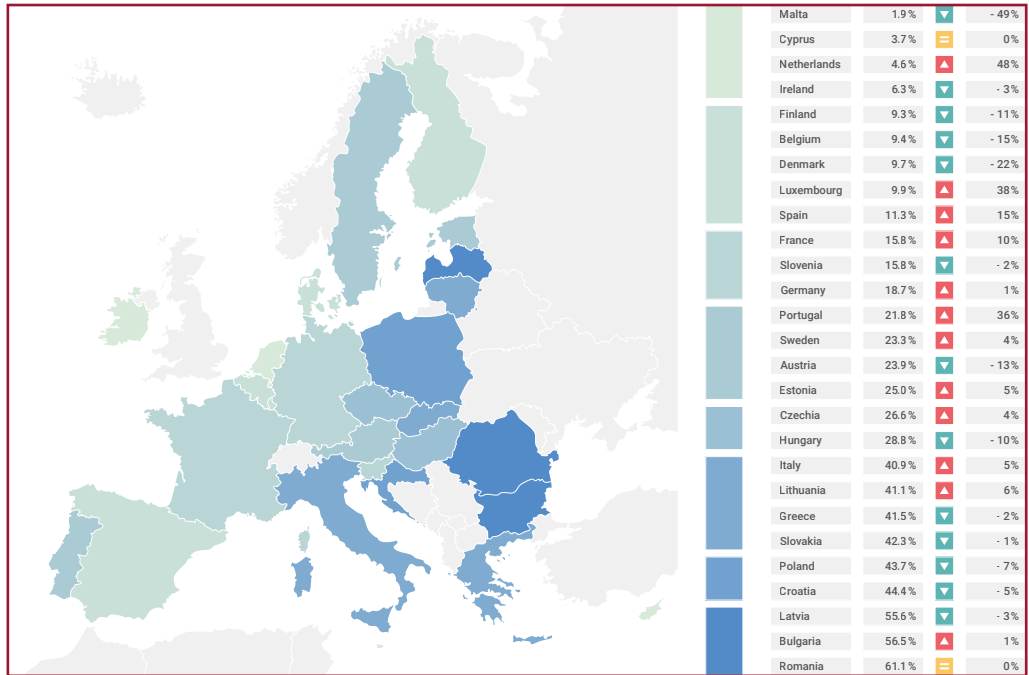 Malta 1.9% - 49%
Cyprus 3.7% 0%
Netherlands 4.6% 48%
Ireland 6.3% - 3%
Finland 9.3% - 11%
Belgium 9.4% - 15%
Denmark 9.7% - 22%
Luxembourg 9.9% 38%
Spain 11.3% 15%
France 15.8% 10%
Slovenia 15.8% - 2%
Germany 18.7% 1%
Portugal 21.8% 36%
Sweden 23.3% 4%
Austria 23.9% - 13%
Estonia 25.0% 5%
Czechia 26.6% 4%
Hungary 28.8% - 10%
Italy 40.9% 5%
Lithuania 41.1% 6%
Greece 41.5% - 2%
Slovakia 42.3% - 1%
Poland 43.7% - 7%
Croatia 44.4% - 5%
Latvia 55.6% - 3%
Bulgaria 56.5% 1%
Romania 61.1% 0%